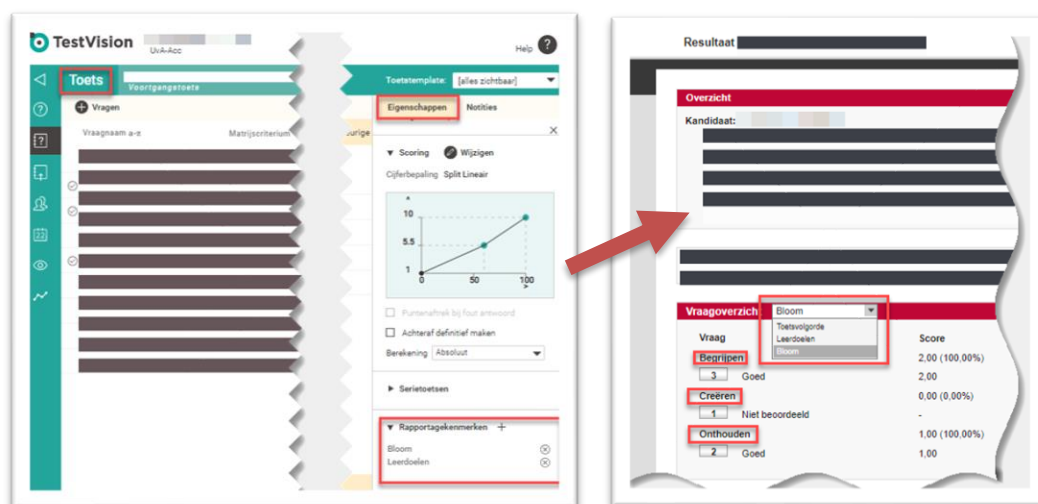 TestVision
UvA-Acc
Help ?
Toets
Voortgangstoets
Toetstemplate: [alles zichtbaar]
Vragen
Eigenschappen Notities
Vraagnaam a-z Matrijscriterium urige
Scoring Wijzigen
Cijferbepaling Split Lineair
10
5.5
1
0 50 100
Puntenaftrek bij fout antwoord
Achteraf definitief maken
Berekening Absoluut
Serietoetsen
Rapportagekenmerken +
Bloom
Leerdoelen
Resultaat
Overzicht
Kandidaat:
Vraagoverzich Bloom
Toetsvolgorde
Leerdoelen
Bloom
Vraag Score
Begrijpen 2,00 (100,00%)
3 Goed 2,00
Creëren 0,00 (0,00%)
1 Niet beoordeeld -
Onthouden 1,00 (100,00%)
2 Goed 1,00